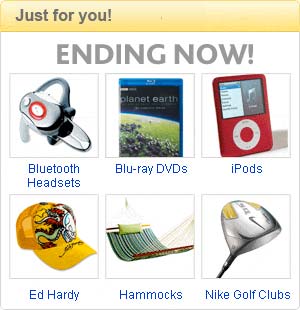 Just for you!
ENDING NOW!
planet earth
Bluetooth
Headsets
Blu-ray DVDs
iPods
Ed Hardy
Hammocks
Nike Golf Clubs